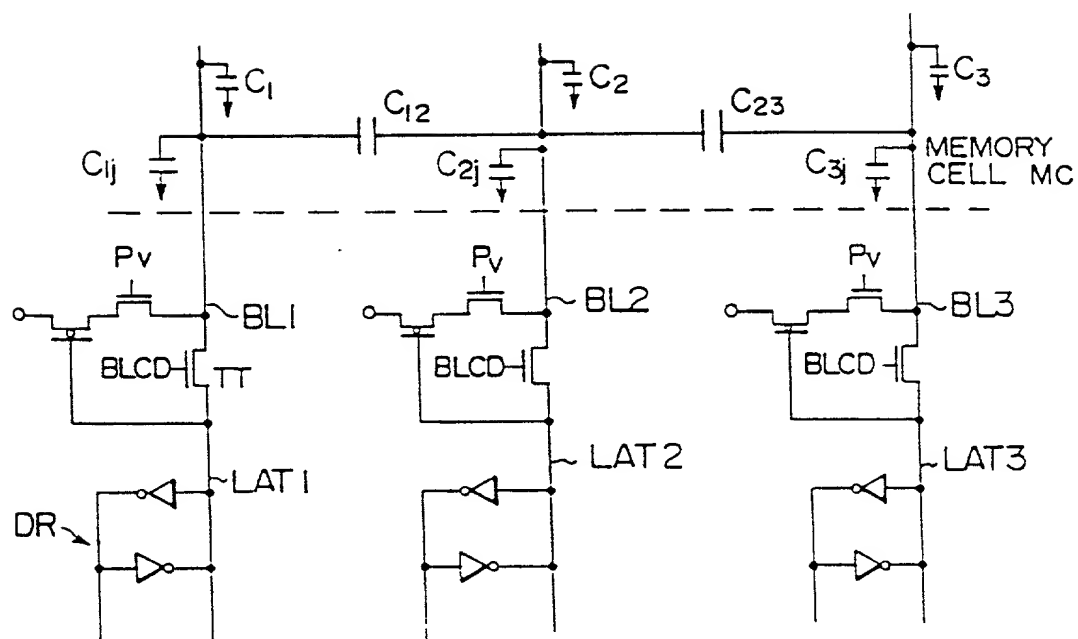 C1
C2
C3
C12
C23
C1j
C2j
C3j
MEMORY
CELL MC
Pv
Pv
Pv
BL1
BL2
BL3
BLCD
TT
BLCD
BLCD
LAT1
LAT2
LAT3
DR